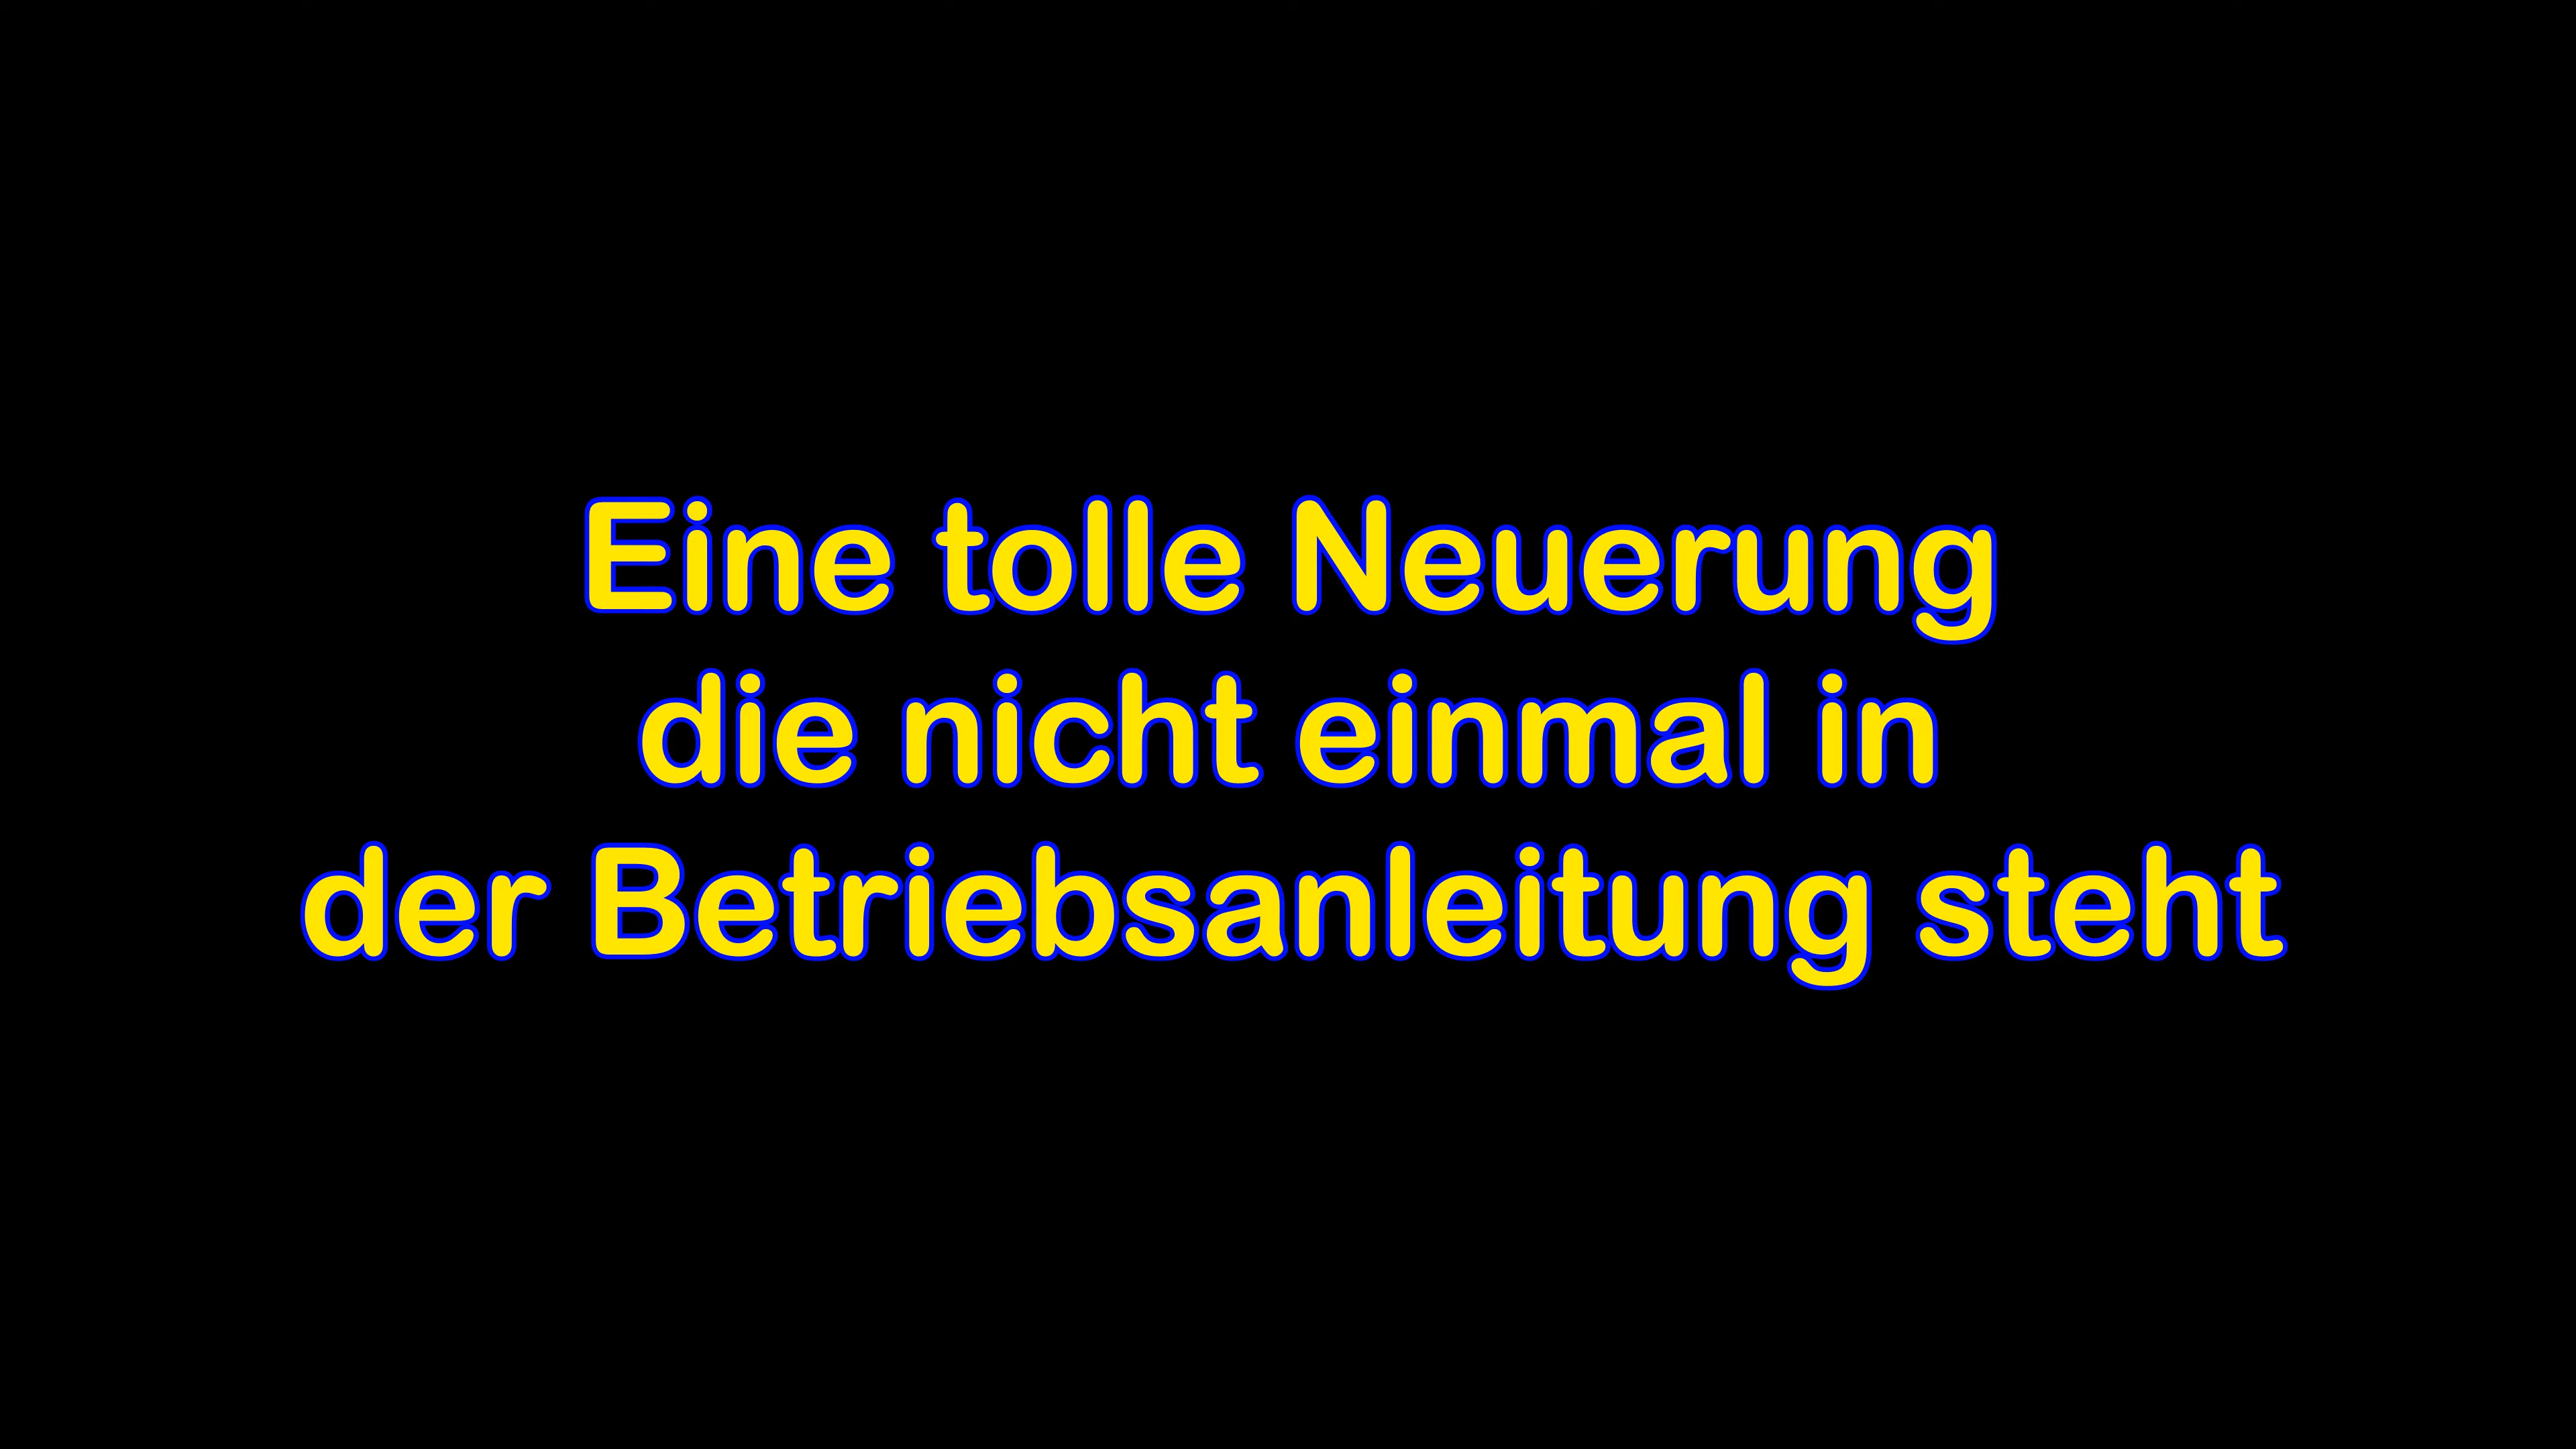 Eine tolle Neuerung
die nicht einmal in
der Betriebsanleitung steht